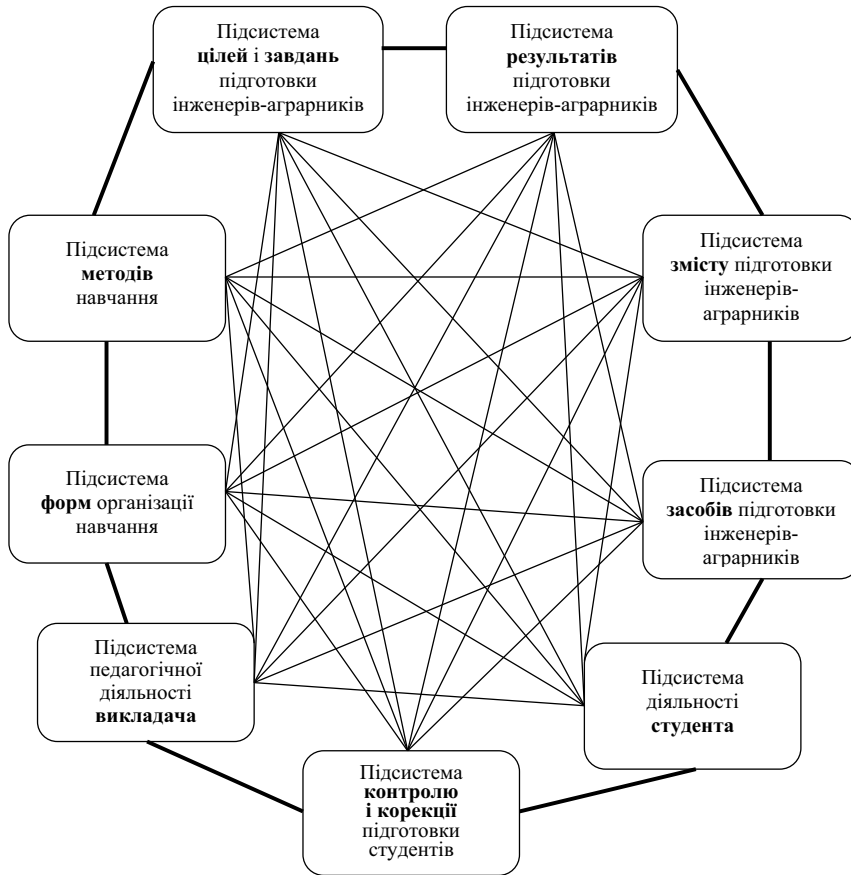 Підсистема
цілей і завдань
підготовки
інженерів-аграрників
Підсистема
результатів
підготовки
інженерів-аграрників
Підсистема
методів
навчання
Підсистема
змісту підготовки
інженерів-
аграрників
Підсистема
форм організації
навчання
Підсистема
засобів підготовки
інженерів-
аграрників
Підсистема
педагогічної
діяльності
викладача
Підсистема
діяльності
студента
Підсистема
контролю
і корекції
підготовки
студентів